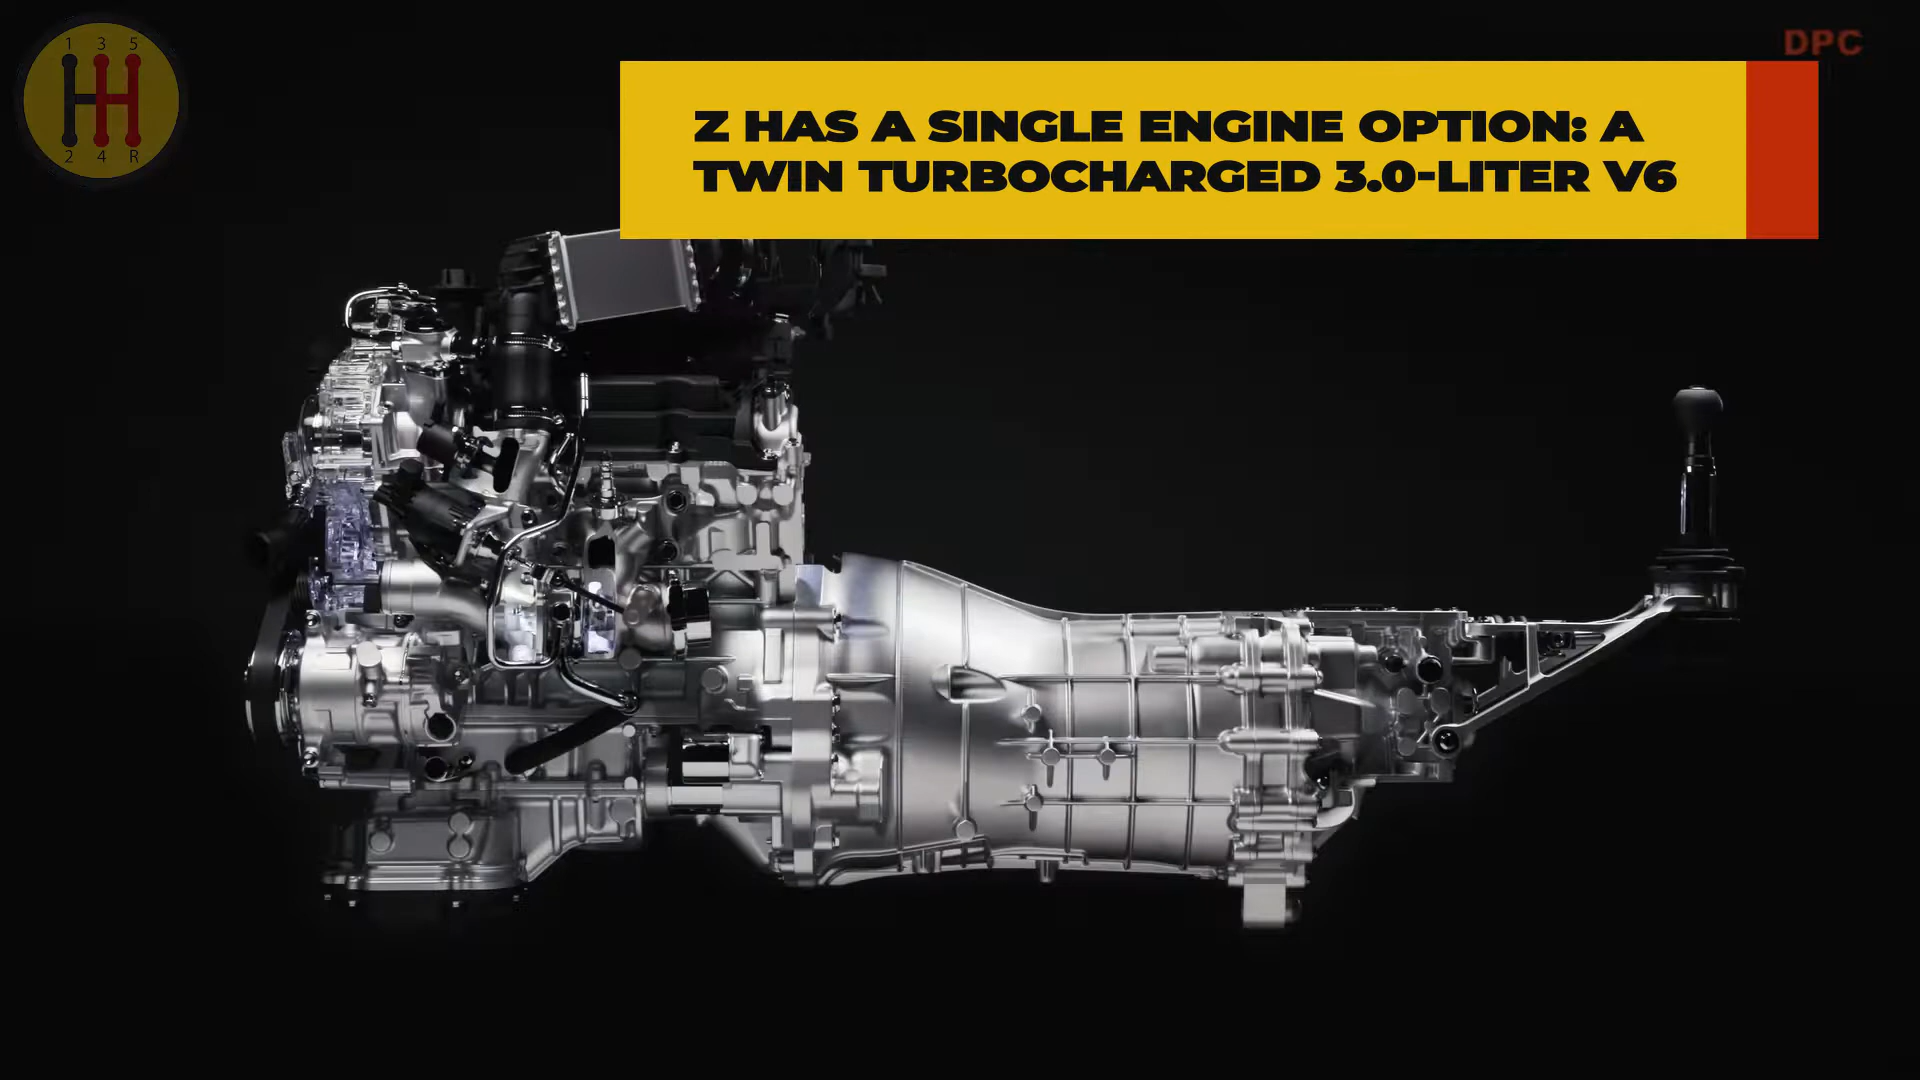 1 3 5
2 4 R
DPC
Z HAS A SINGLE ENGINE OPTION: A
TWIN TURBOCHARGED 3.0-LITER V6